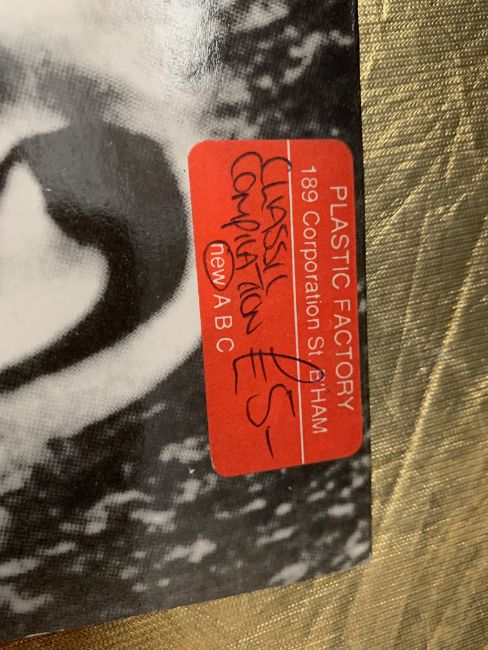 PLASTIC FACTORY
189 Corporation St B'HAM
CLASSIC
COMPILATION £5-
new A B C